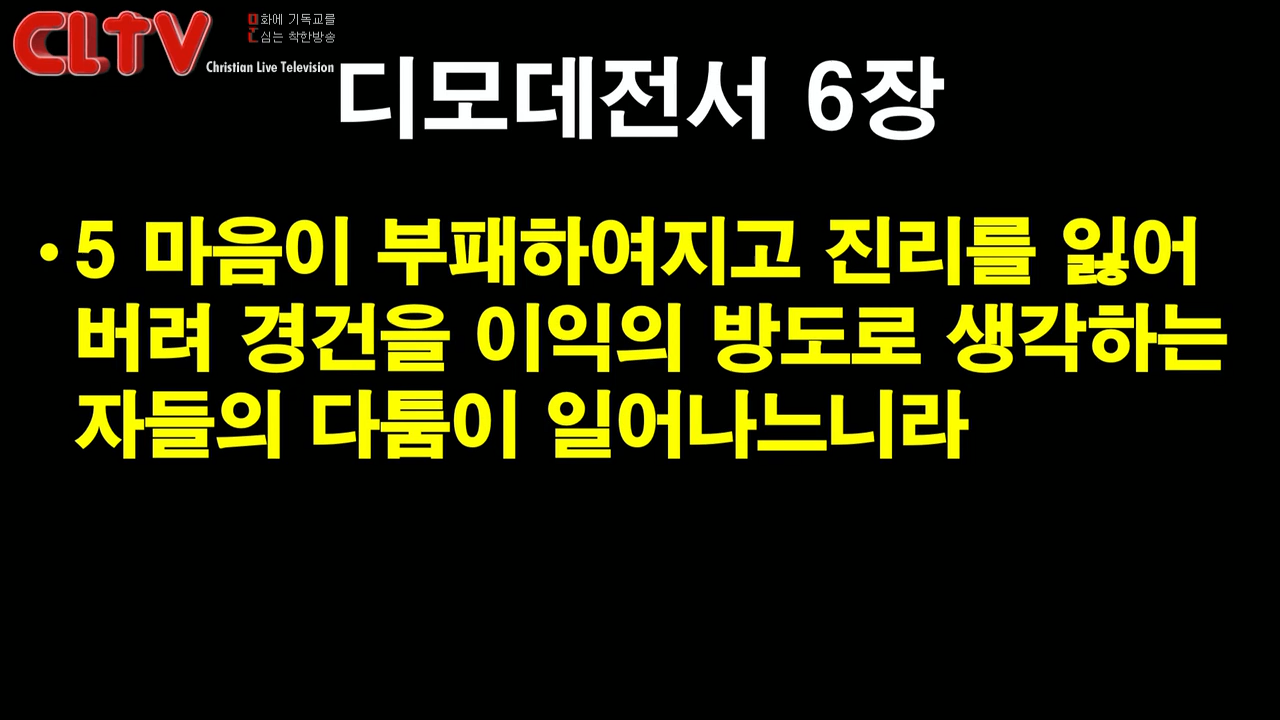 CLTV
문화에 기독교를
심는 착한방송
Christian Live Television
디모데전서 6장
• 5 마음이 부패하여지고 진리를 잃어
버려 경건을 이익의 방도로 생각하는
자들의 다툼이 일어나느니라